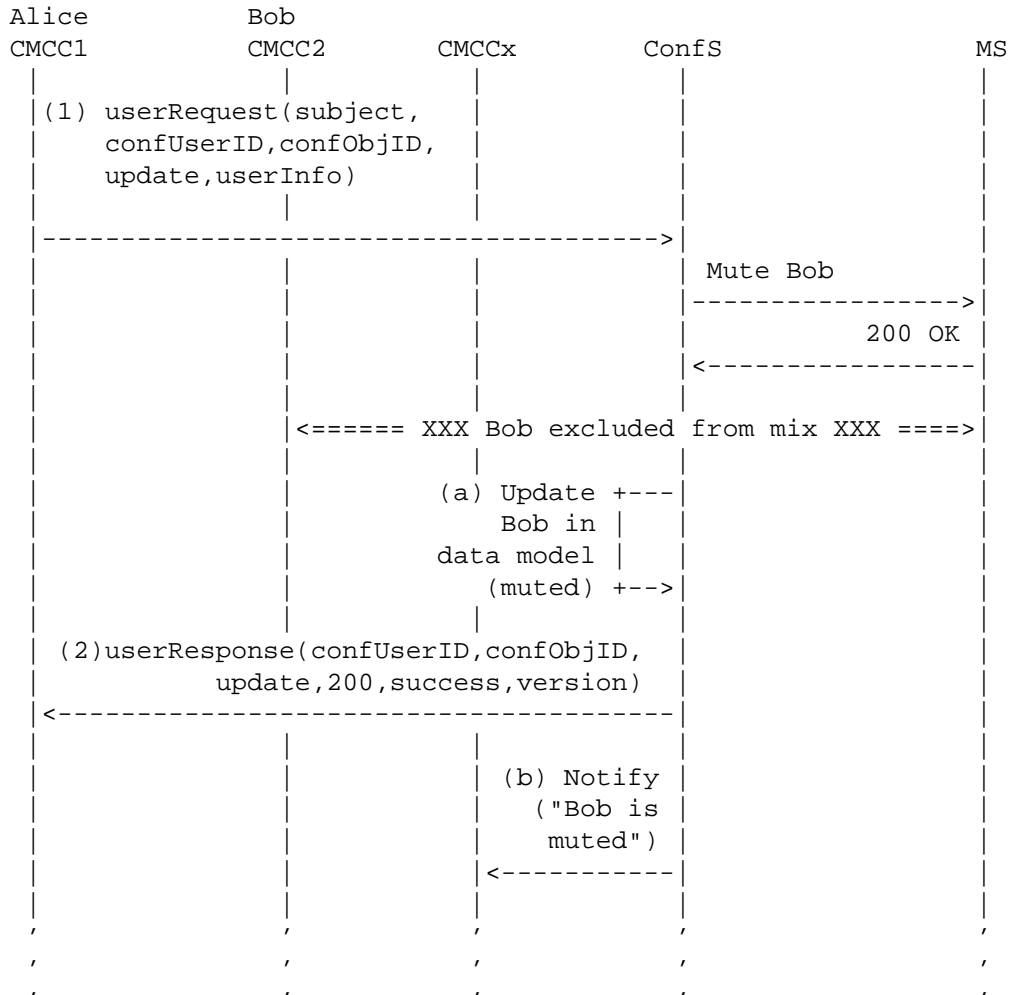 Alice Bob
CMCC1 CMCC2 CMCCx ConfS MS
(1) userRequest(subject,
confUserID,confObjID,
update,userInfo)
Mute Bob
200 OK
<====== XXX Bob excluded from mix XXX ====>
(a) Update
Bob in
data model
(muted)
(2)userResponse(confUserID,confObjID,
update,200,success,version)
(b) Notify
("Bob is
muted")